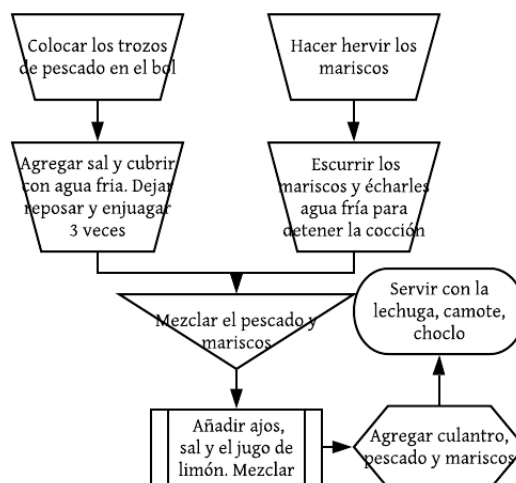 Colocar los trozos
de pescado en el bol
Hacer hervir los
mariscos
Agregar sal y cubrir
con agua fria. Dejar
reposar y enjuagar
3 veces
Escurrir los
mariscos y écharles
agua fría para
detener la cocción
Mezclar el pescado y
mariscos
Servir con la
lechuga, camote,
choclo
Añadir ajos,
sal y el jugo de
limón. Mezclar
Agregar culantro,
pescado y mariscos